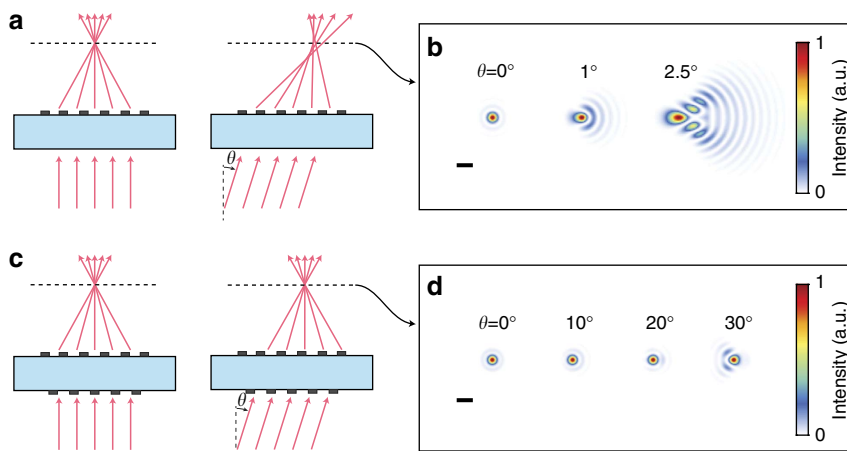 a
θ
b
θ=0°
1°
2.5°
1
0
Intensity (a.u.)
c
θ
d
θ=0°
10°
20°
30°
1
0
Intensity (a.u.)